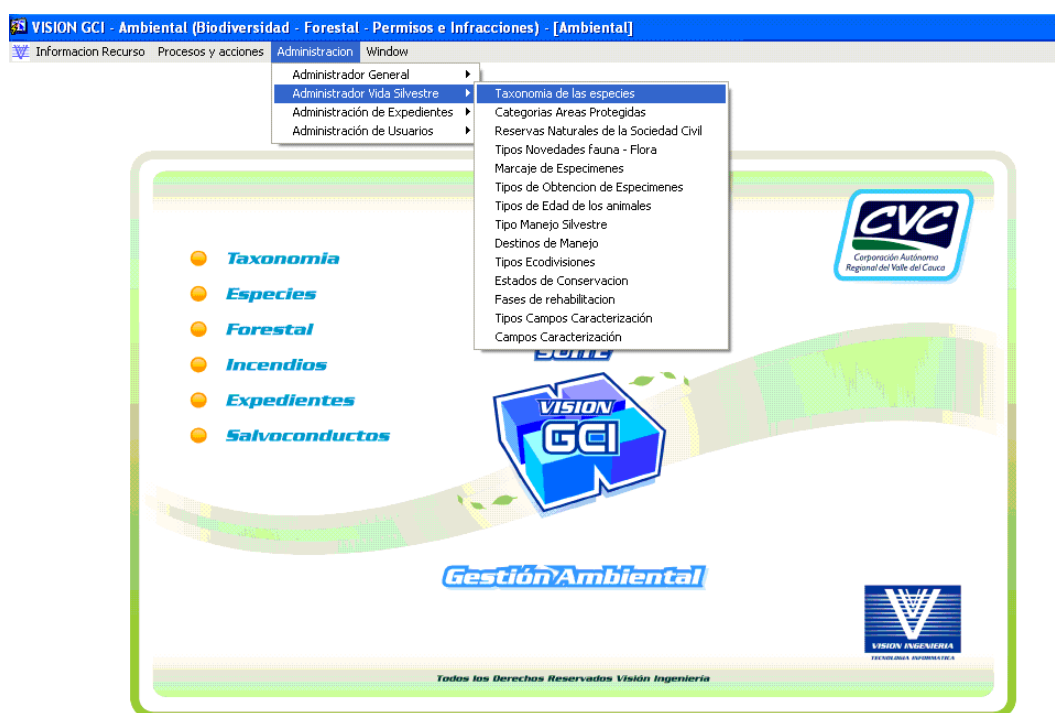 VISION GCI - Ambiental (Biodiversidad - Forestal - Permisos e Infracciones) - [Ambiental]
Informacion Recurso Procesos y acciones Administracion Window
Administrador General
Administrador Vida Silvestre
Administración de Expedientes
Administración de Usuarios
Taxonomia de las especies
Categorias Areas Protegidas
Reservas Naturales de la Sociedad Civil
Tipos Novedades fauna - Flora
Marcaje de Especimenes
Tipos de Obtencion de Especimenes
Tipos de Edad de los animales
Tipo Manejo Silvestre
Destinos de Manejo
Tipos Ecodivisiones
Estados de Conservacion
Fases de rehabilitacion
Tipos Campos Caracterización
Campos Caracterización
CVC
Corporación Autónoma
Regional del Valle del Cauca
Taxonomia
Especies
Forestal
Incendios
Expedientes
Salvoconductos
SUITE
VISION
GCI
Gestión Ambiental
VISION INGENIERIA
TECNOLOGIA INFORMATICA
Todos los Derechos Reservados Visión Ingeniería